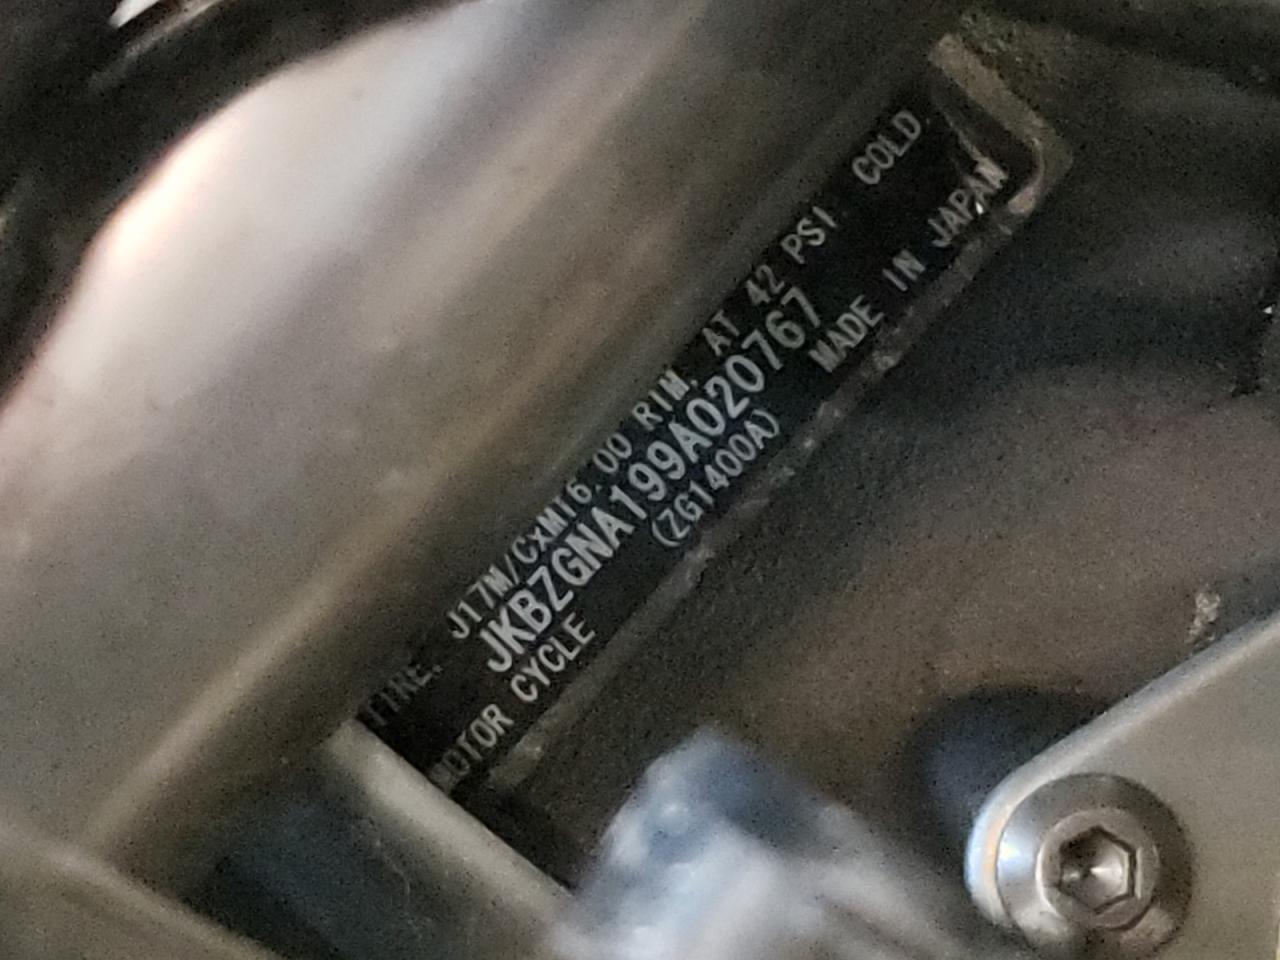 TIRE. J17M/CxMT6.00 RIM. AT 42 PSI COLD
JKBZGNA199A020767
(ZG1400A)
MOTOR CYCLE MADE IN JAPAN